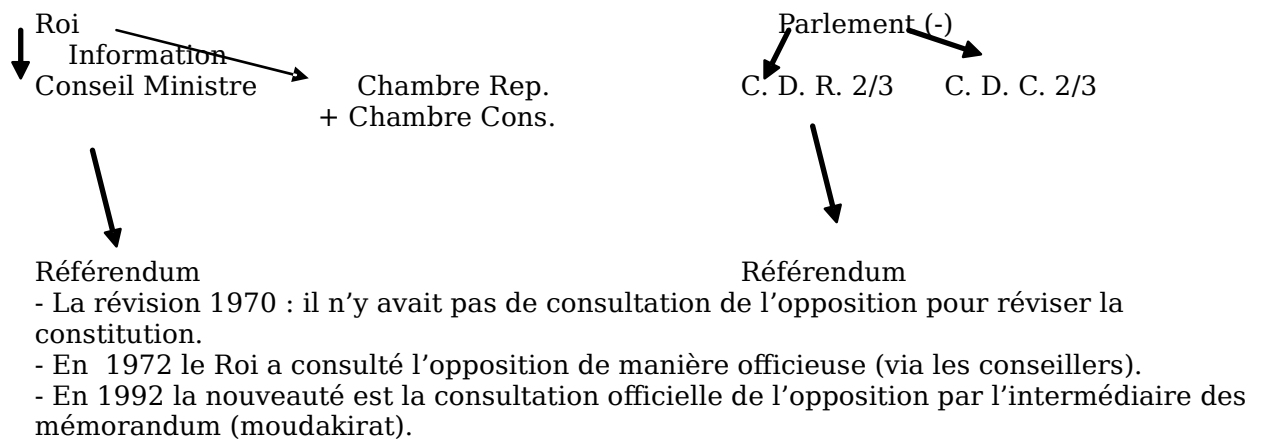 Roi Parlement (-)
Information
Conseil Ministre Chambre Rep. C. D. R. 2/3 C. D. C. 2/3
+ Chambre Cons.
Référendum Référendum
- La révision 1970 : il n’y avait pas de consultation de l’opposition pour réviser la
constitution.
- En  1972 le Roi a consulté l’opposition de manière officieuse (via les conseillers).
- En 1992 la nouveauté est la consultation officielle de l’opposition par l’intermédiaire des
mémorandum (moudakirat).